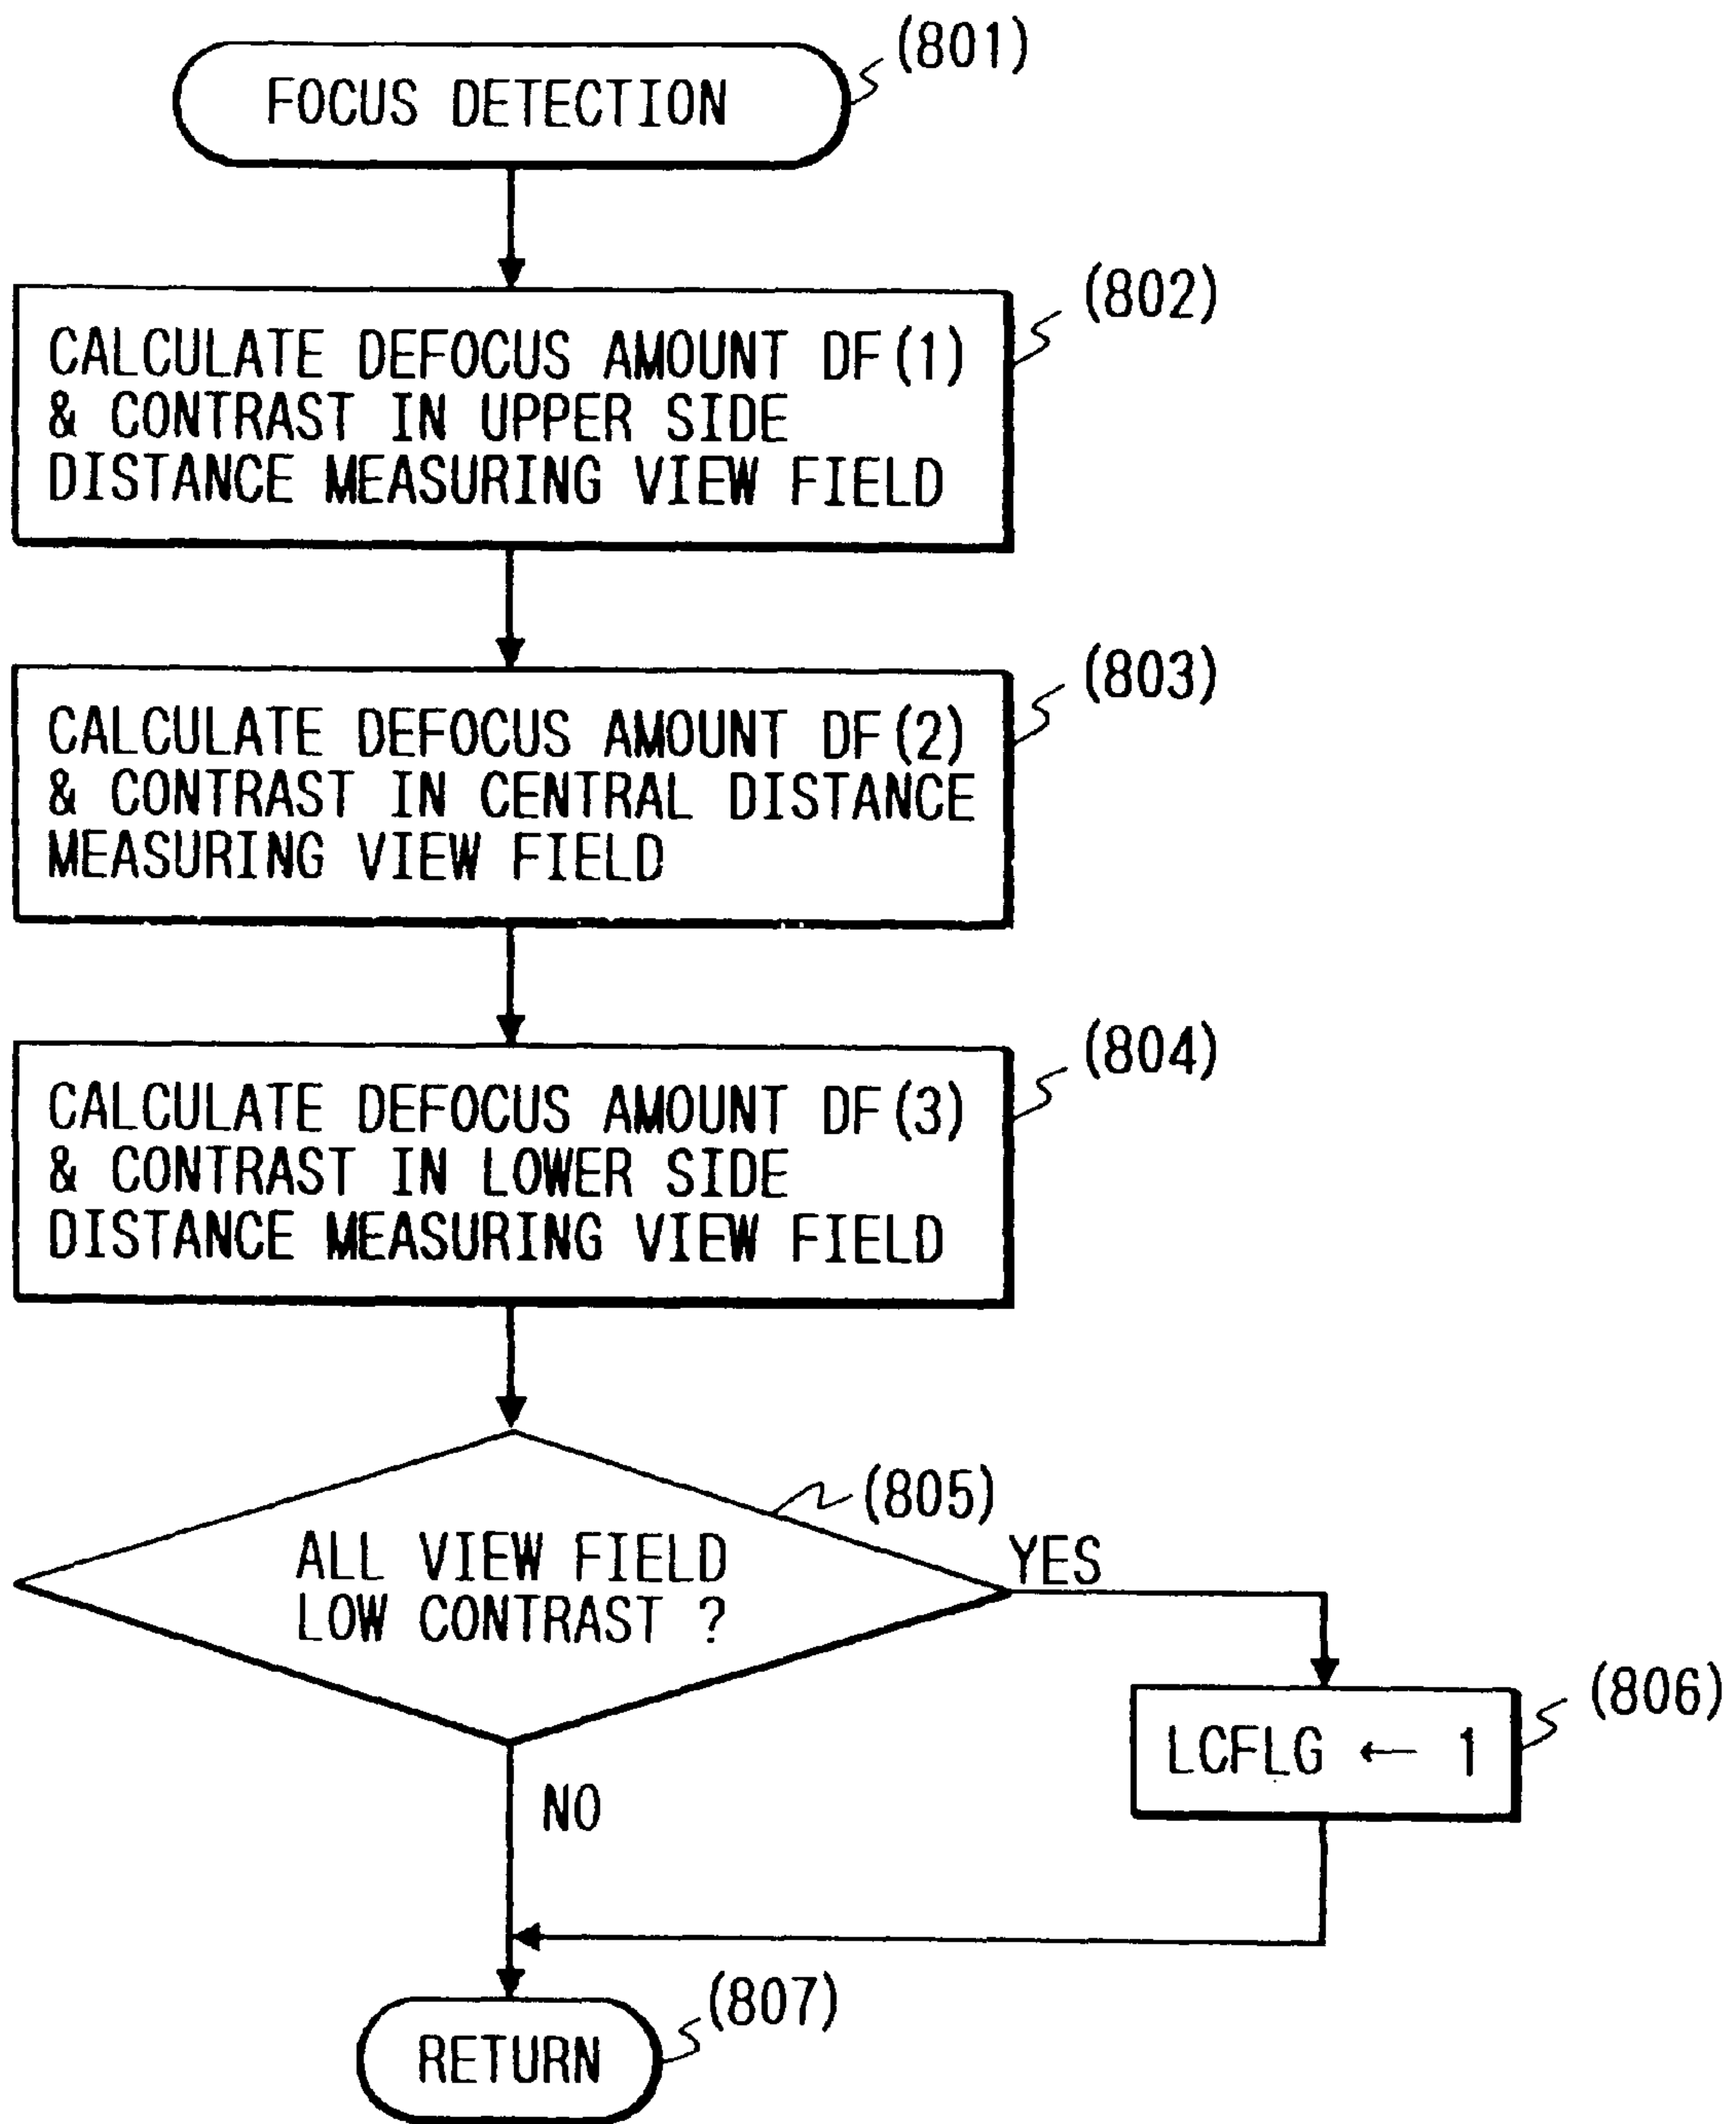 (801)
FOCUS DETECTION
(802)
CALCULATE DEFOCUS AMOUNT DF(1)
& CONTRAST IN UPPER SIDE
DISTANCE MEASURING VIEW FIELD
(803)
CALCULATE DEFOCUS AMOUNT DF(2)
& CONTRAST IN CENTRAL DISTANCE
MEASURING VIEW FIELD
(804)
CALCULATE DEFOCUS AMOUNT DF(3)
& CONTRAST IN LOWER SIDE
DISTANCE MEASURING VIEW FIELD
(805)
ALL VIEW FIELD
LOW CONTRAST ?
YES
(806)
LCFLG ← 1
NO
(807)
RETURN